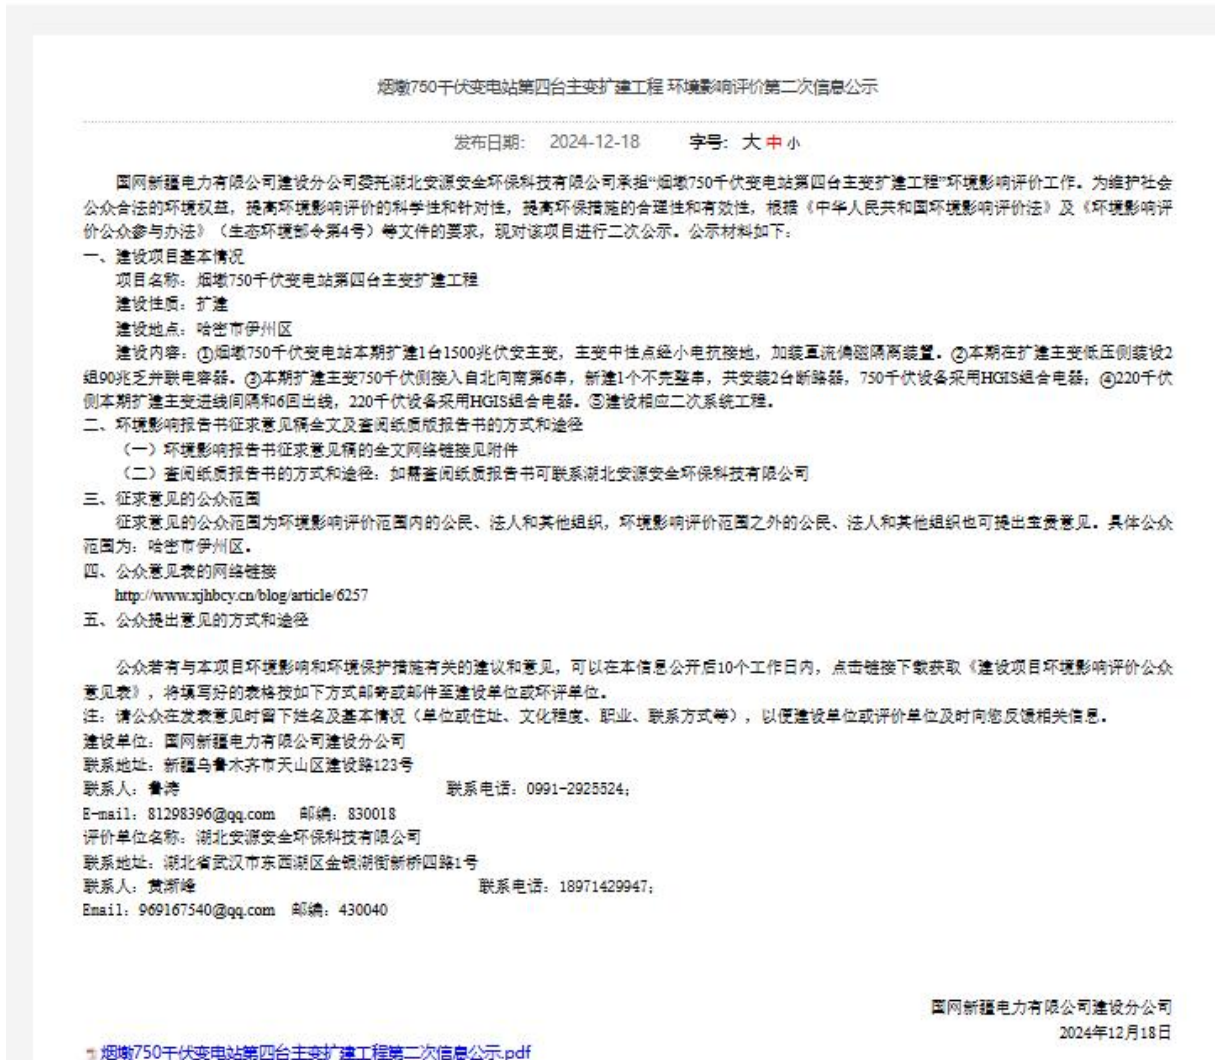 烟墩750千伏变电站第四台主变扩建工程 环境影响评价第二次信息公示
发布日期： 2024-12-18 字号： 大 中 小
国网新疆电力有限公司建设分公司委托湖北安源安全环保科技有限公司承担“烟墩750千伏变电站第四台主变扩建工程”环境影响评价工作。为维护社会
公众合法的环境权益，提高环境影响评价的科学性和针对性，提高环保措施的合理性和有效性，根据《中华人民共和国环境影响评价法》及《环境影响评
价公众参与办法》（生态环境部令第4号）等文件的要求，现对该项目进行二次公示。公示材料如下：
一、建设项目基本情况
项目名称：烟墩750千伏变电站第四台主变扩建工程
建设性质：扩建
建设地点：哈密市伊州区
建设内容：①烟墩750千伏变电站本期扩建1台1500兆伏安主变，主变中性点经小电抗接地，加装直流偏磁隔离装置。②本期在扩建主变低压侧装设2
组90兆乏并联电容器。③本期扩建主变750千伏侧接入自北向南第6串，新建1个不完整串，共安装2台断路器，750千伏设备采用HGIS组合电器；④220千伏
侧本期扩建主变进线间隔和6回出线，220千伏设备采用HGIS组合电器。⑤建设相应二次系统工程。
二、环境影响报告书征求意见稿全文及查阅纸质版报告书的方式和途径
（一）环境影响报告书征求意见稿的全文网络链接见附件
（二）查阅纸质报告书的方式和途径：如需查阅纸质报告书可联系湖北安源安全环保科技有限公司
三、征求意见的公众范围
征求意见的公众范围为环境影响评价范围内的公民、法人和其他组织，环境影响评价范围之外的公民、法人和其他组织也可提出宝贵意见。具体公众
范围为：哈密市伊州区。
四、公众意见表的网络链接
http://www.xjhbcy.cn/blog/article/6257
五、公众提出意见的方式和途径
公众若有与本项目环境影响和环境保护措施有关的建议和意见，可以在本信息公开后10个工作日内，点击链接下载获取《建设项目环境影响评价公众
意见表》，将填写好的表格按如下方式邮寄或邮件至建设单位或环评单位。
注：请公众在发表意见时留下姓名及基本情况（单位或住址、文化程度、职业、联系方式等），以便建设单位或评价单位及时向您反馈相关信息。
建设单位：国网新疆电力有限公司建设分公司
联系地址：新疆乌鲁木齐市天山区建设路123号
联系人：鲁涛 联系电话：0991-2925524；
E-mail：81298396@qq.com 邮编：830018
评价单位名称：湖北安源安全环保科技有限公司
联系地址：湖北省武汉市东西湖区金银湖街新桥四路1号
联系人：黄渐峰 联系电话：18971429947；
Email：969167540@qq.com 邮编：430040
国网新疆电力有限公司建设分公司
2024年12月18日
烟墩750千伏变电站第四台主变扩建工程第二次信息公示.pdf